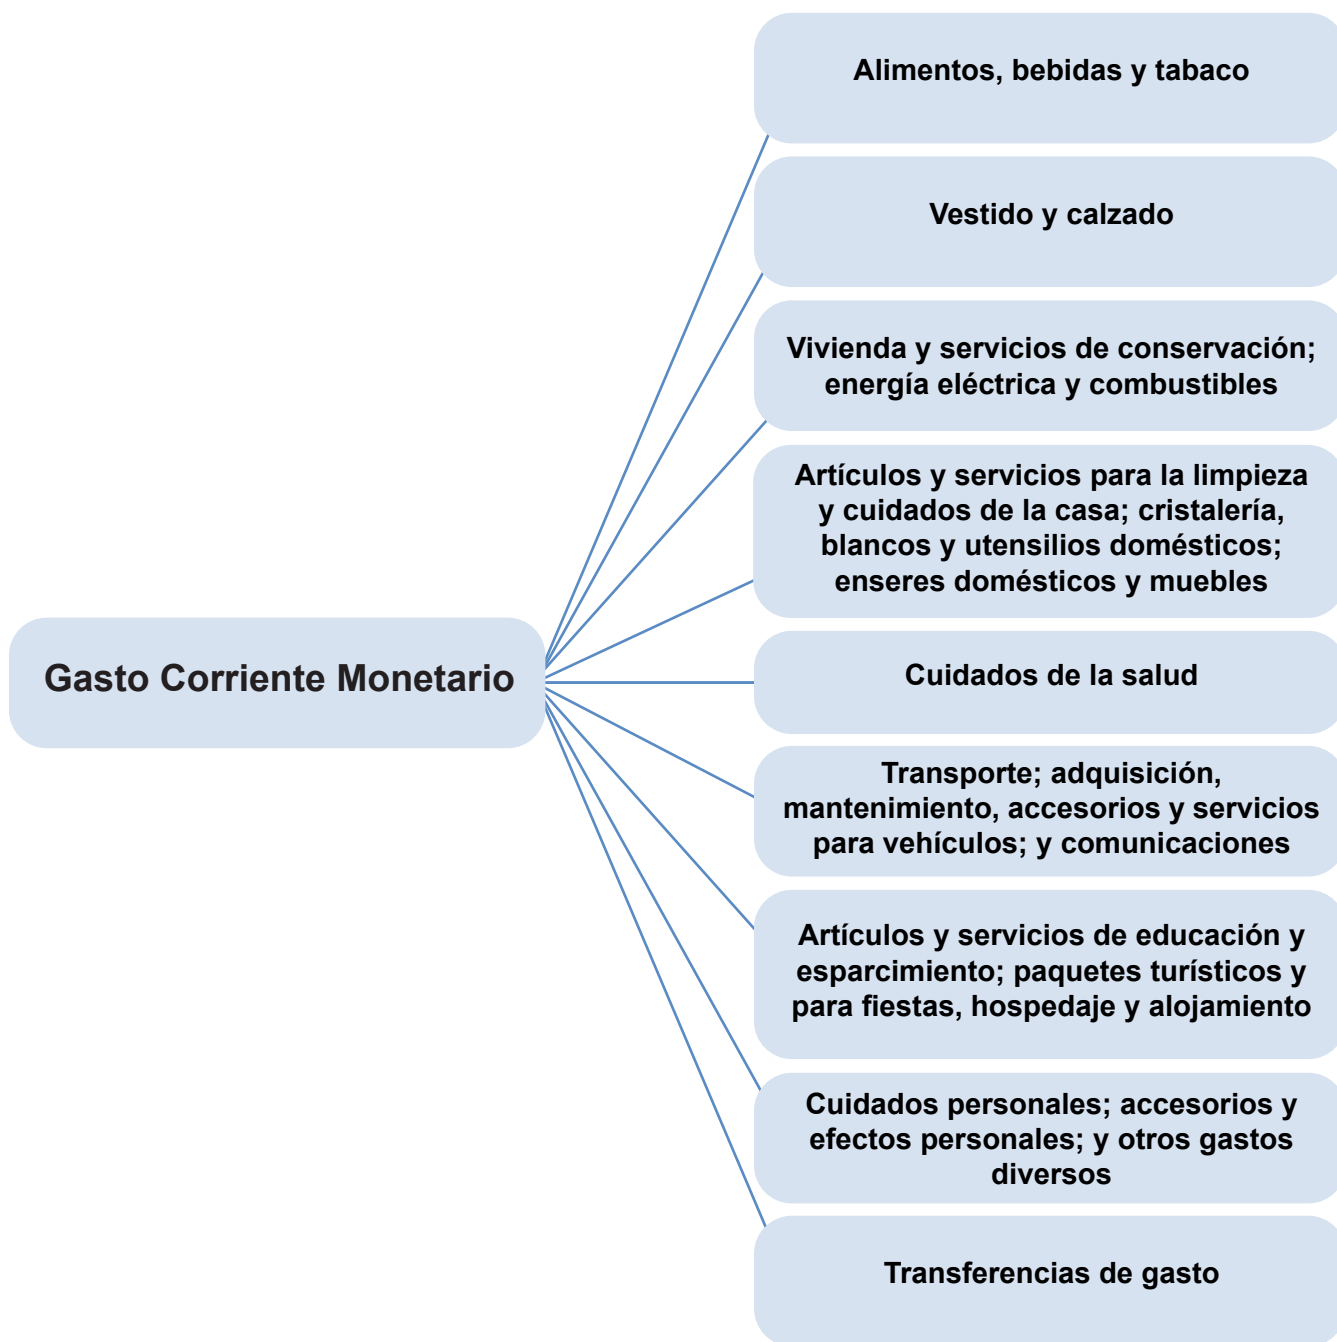 Alimentos, bebidas y tabaco
Vestido y calzado
Vivienda y servicios de conservación;
energía eléctrica y combustibles
Artículos y servicios para la limpieza
y cuidados de la casa; cristalería,
blancos y utensilios domésticos;
enseres domésticos y muebles
Gasto Corriente Monetario
Cuidados de la salud
Transporte; adquisición,
mantenimiento, accesorios y servicios
para vehículos; y comunicaciones
Artículos y servicios de educación y
esparcimiento; paquetes turísticos y
para fiestas, hospedaje y alojamiento
Cuidados personales; accesorios y
efectos personales; y otros gastos
diversos
Transferencias de gasto